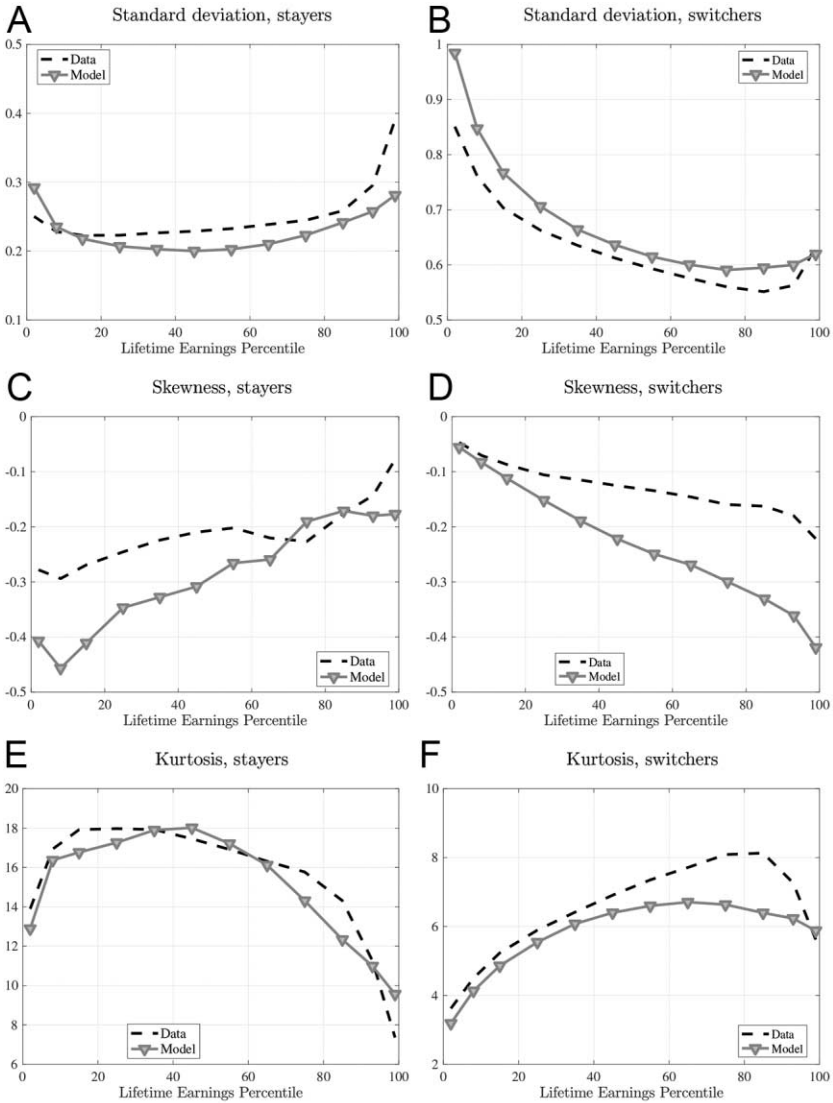 A
Standard deviation, stayers
0.5
0.4
0.3
0.2
0.1
Data
Model
0 20 40 60 80 100
Lifetime Earnings Percentile
B
Standard deviation, switchers
1
0.9
0.8
0.7
0.6
0.5
Data
Model
0 20 40 60 80 100
Lifetime Earnings Percentile
C
Skewness, stayers
0
-0.1
-0.2
-0.3
-0.4
-0.5
Data
Model
0 20 40 60 80 100
Lifetime Earnings Percentile
D
Skewness, switchers
0
-0.1
-0.2
-0.3
-0.4
-0.5
Data
Model
0 20 40 60 80 100
Lifetime Earnings Percentile
E
Kurtosis, stayers
20
18
16
14
12
10
8
6
Data
Model
0 20 40 60 80 100
Lifetime Earnings Percentile
F
Kurtosis, switchers
10
8
6
4
2
Data
Model
0 20 40 60 80 100
Lifetime Earnings Percentile